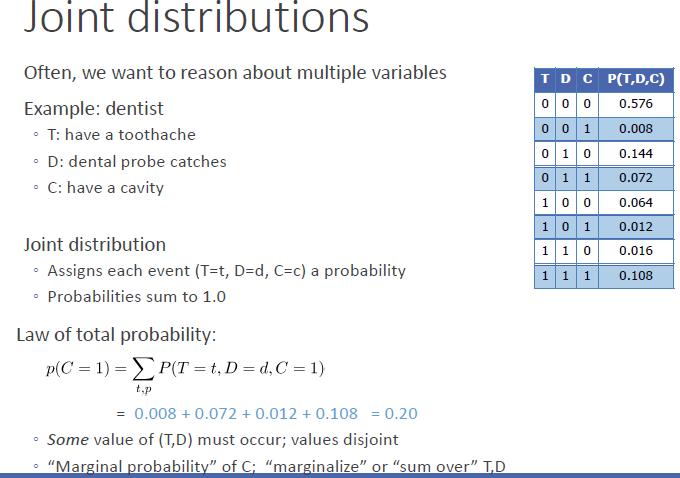 Joint distributions
Often, we want to reason about multiple variables
Example: dentist
◦ T: have a toothache
◦ D: dental probe catches
◦ C: have a cavity
Joint distribution
◦ Assigns each event (T=t, D=d, C=c) a probability
◦ Probabilities sum to 1.0
Law of total probability:
p(C = 1) = ∑ P(T = t, D = d, C = 1)
t,p
= 0.008 + 0.072 + 0.012 + 0.108 = 0.20
◦ Some value of (T,D) must occur; values disjoint
◦ “Marginal probability” of C; “marginalize” or “sum over” T,D
T D C P(T,D,C)
0 0 0 0.576
0 0 1 0.008
0 1 0 0.144
0 1 1 0.072
1 0 0 0.064
1 0 1 0.012
1 1 0 0.016
1 1 1 0.108